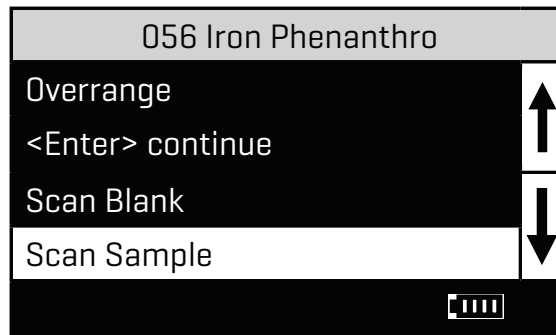 056 Iron Phenanthro
Overrange
<Enter> continue
Scan Blank
Scan Sample